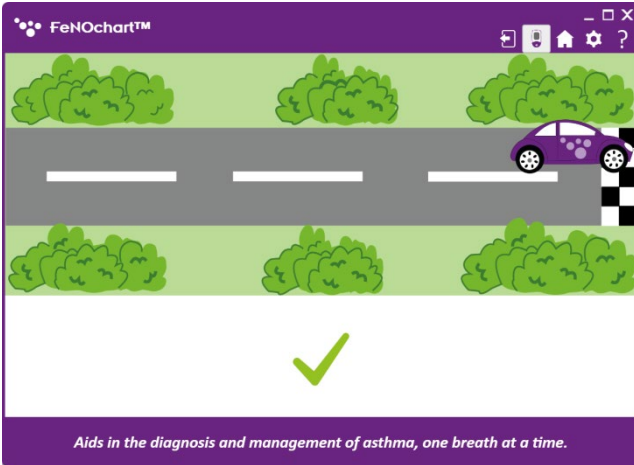 FeNOchart™
?
Aids in the diagnosis and management of asthma, one breath at a time.